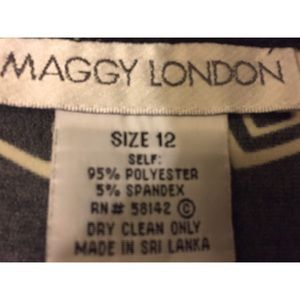 MAGGY LONDON
SIZE 12
SELF:
95% POLYESTER
5% SPANDEX
RN# 58142 ©
DRY CLEAN ONLY
MADE IN SRI LANKA